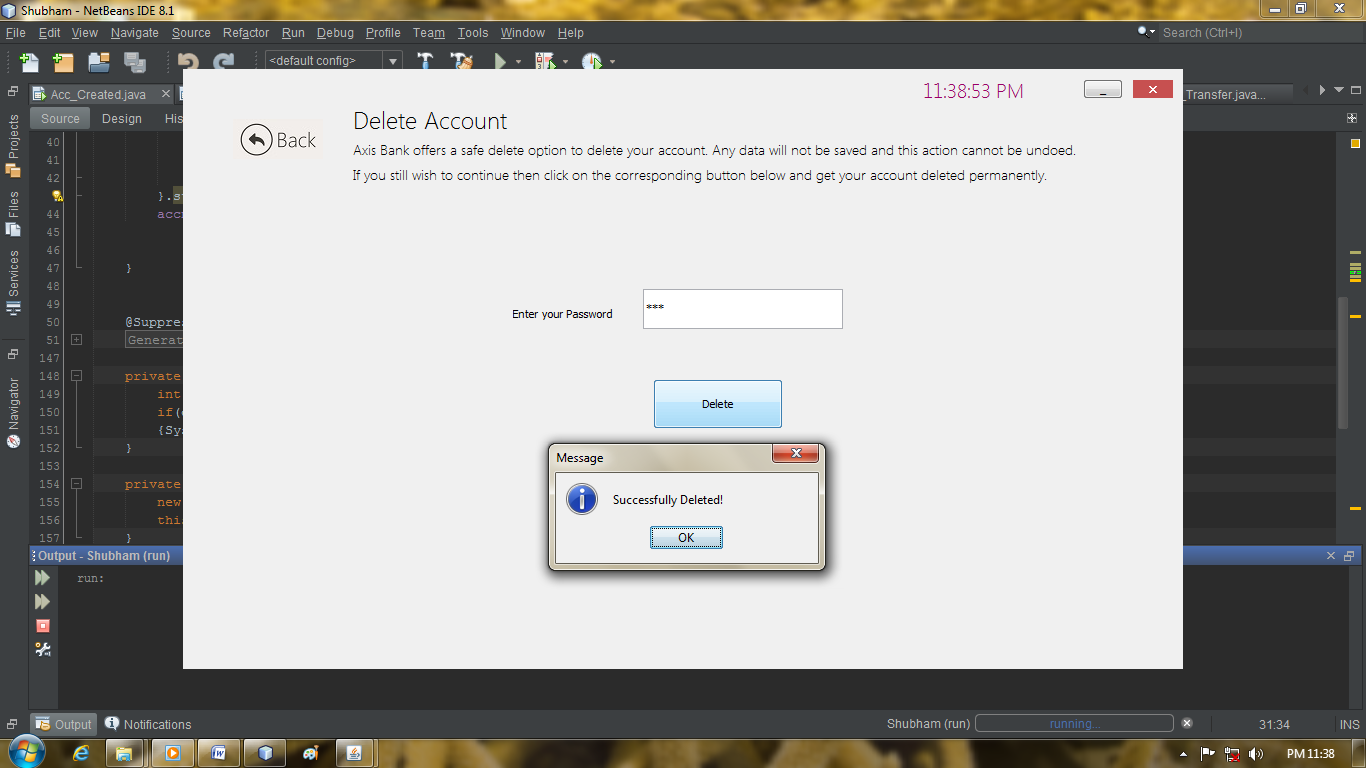 Shubham - NetBeans IDE 8.1
File Edit View Navigate Source Refactor Run Debug Profile Team Tools Window Help
Search (Ctrl+I)
<default config>
Acc_Created.java
_Transfer.java...
Source Design His
Projects
Files
Services
Navigator
11:38:53 PM
Back
Delete Account
Axis Bank offers a safe delete option to delete your account. Any data will not be saved and this action cannot be undoed.
If you still wish to continue then click on the corresponding button below and get your account deleted permanently.
Enter your Password
***
Delete
Message
Successfully Deleted!
OK
40
41
42
}.s
44 acc
45
46
47 }
48
49
50 @Suppres
51 Generat
147
148 private
149 int
150 if(
151 {Sy
152 }
153
154 private
155 new
156 thi
157 }
Output - Shubham (run)
run:
Output Notifications
Shubham (run) running...
31:34 INS
PM 11:38